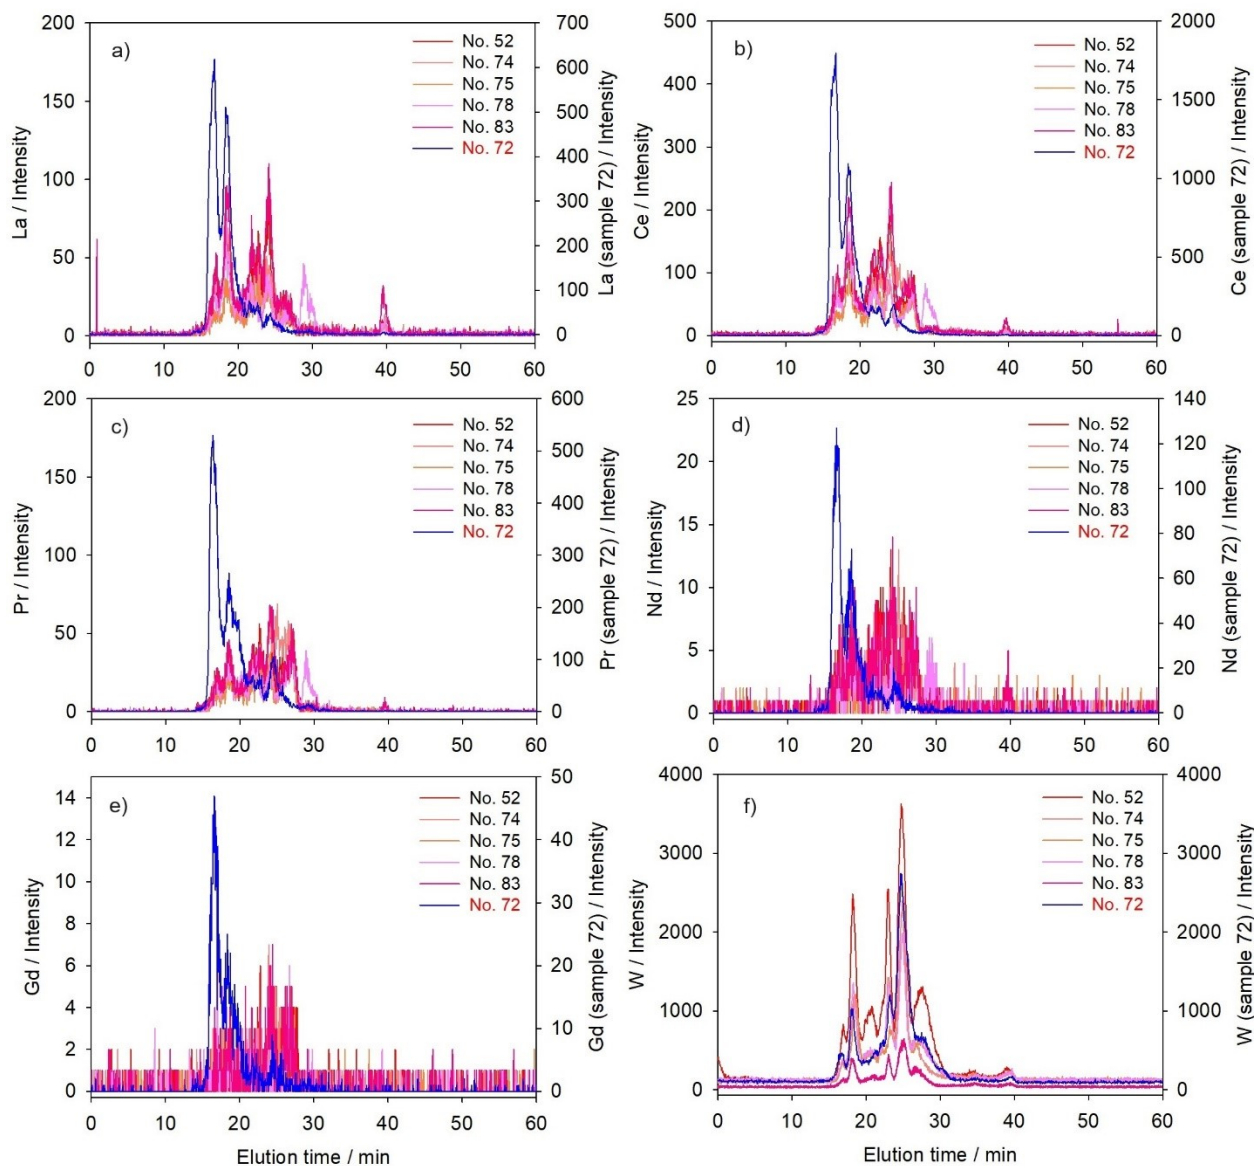 a)
La / Intensity
200
150
100
50
0
No. 52
No. 74
No. 75
No. 78
No. 83
No. 72
700
600
500
400
300
200
100
0
La (sample 72) / Intensity
0 10 20 30 40 50 60
b)
Ce / Intensity
500
400
300
200
100
0
No. 52
No. 74
No. 75
No. 78
No. 83
No. 72
2000
1500
1000
500
0
Ce (sample 72) / Intensity
0 10 20 30 40 50 60
c)
Pr / Intensity
200
150
100
50
0
No. 52
No. 74
No. 75
No. 78
No. 83
No. 72
600
500
400
300
200
100
0
Pr (sample 72) / Intensity
0 10 20 30 40 50 60
d)
Nd / Intensity
25
20
15
10
5
0
No. 52
No. 74
No. 75
No. 78
No. 83
No. 72
140
120
100
80
60
40
20
0
Nd (sample 72) / Intensity
0 10 20 30 40 50 60
e)
Gd / Intensity
14
12
10
8
6
4
2
0
No. 52
No. 74
No. 75
No. 78
No. 83
No. 72
50
40
30
20
10
0
Gd (sample 72) / Intensity
0 10 20 30 40 50 60
Elution time / min
f)
W / Intensity
4000
3000
2000
1000
0
No. 52
No. 74
No. 75
No. 78
No. 83
No. 72
4000
3000
2000
1000
0
W (sample 72) / Intensity
0 10 20 30 40 50 60
Elution time / min